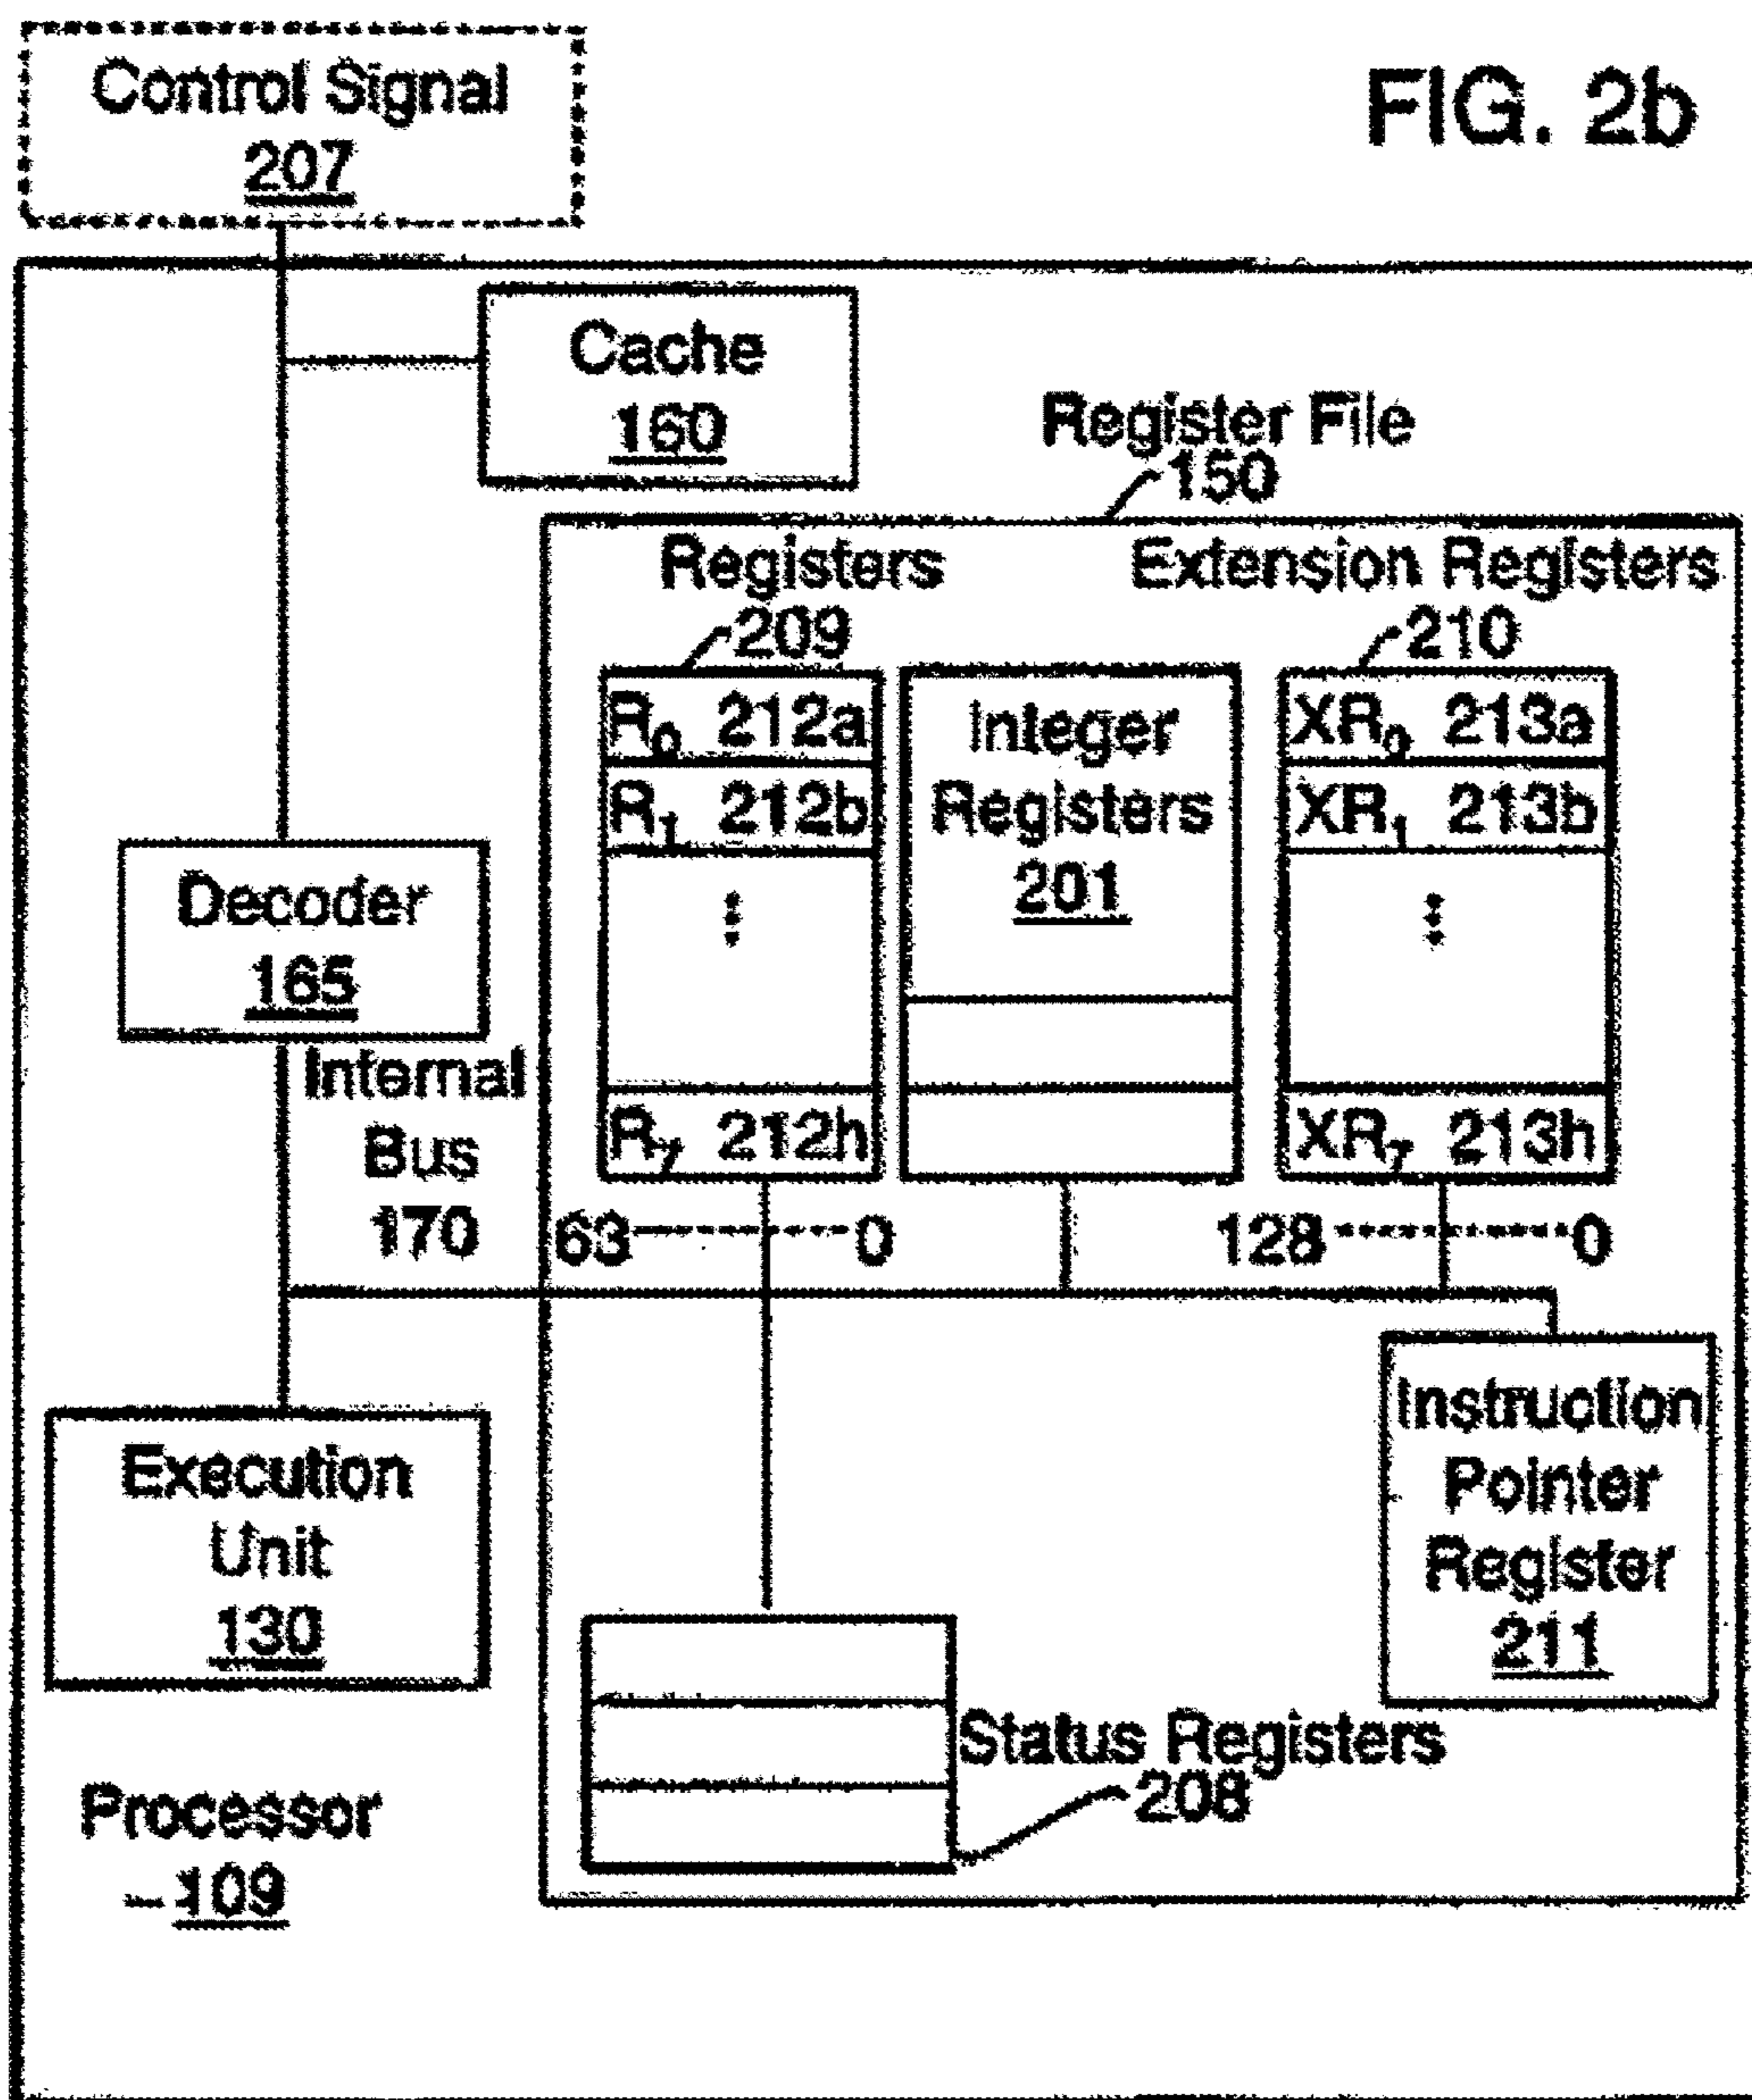 Control Signal
207
FIG. 2b
Cache
160
Register File
150
Registers
209
Extension Registers
210
R0 212a
R1 212b
R7 212h
Integer
Registers
201
XR0 213a
XR1 213b
XR7 213h
Decoder
165
Internal
Bus
170
63 0
128 0
Execution
Unit
130
Instruction
Pointer
Register
211
Status Registers
208
Processor
109